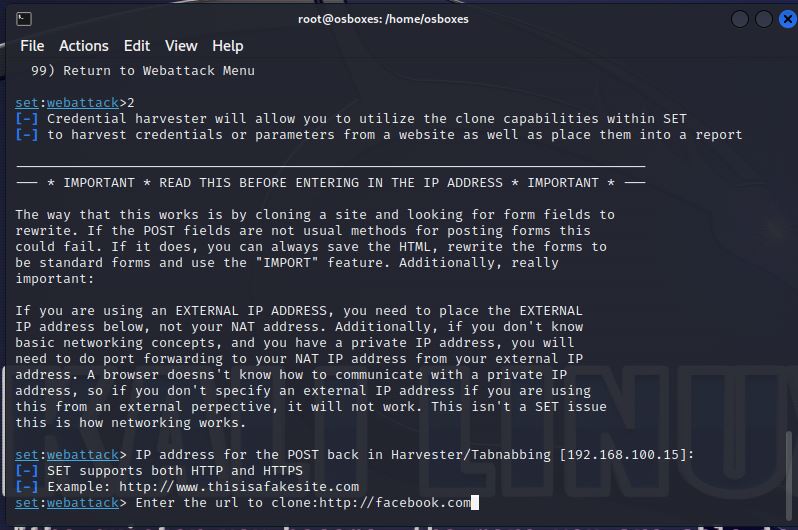 root@osboxes: /home/osboxes
File Actions Edit View Help
99) Return to Webattack Menu
set:webattack>2
[-] Credential harvester will allow you to utilize the clone capabilities within SET
[-] to harvest credentials or parameters from a website as well as place them into a report
--- * IMPORTANT * READ THIS BEFORE ENTERING IN THE IP ADDRESS * IMPORTANT * ---
The way that this works is by cloning a site and looking for form fields to
rewrite. If the POST fields are not usual methods for posting forms this
could fail. If it does, you can always save the HTML, rewrite the forms to
be standard forms and use the "IMPORT" feature. Additionally, really
important:
If you are using an EXTERNAL IP ADDRESS, you need to place the EXTERNAL
IP address below, not your NAT address. Additionally, if you don't know
basic networking concepts, and you have a private IP address, you will
need to do port forwarding to your NAT IP address from your external IP
address. A browser doesns't know how to communicate with a private IP
address, so if you don't specify an external IP address if you are using
this from an external perpective, it will not work. This isn't a SET issue
this is how networking works.
set:webattack> IP address for the POST back in Harvester/Tabnabbing [192.168.100.15]:
[-] SET supports both HTTP and HTTPS
[-] Example: http://www.thisisafakesite.com
set:webattack> Enter the url to clone:http://facebook.com
KALI LINUX